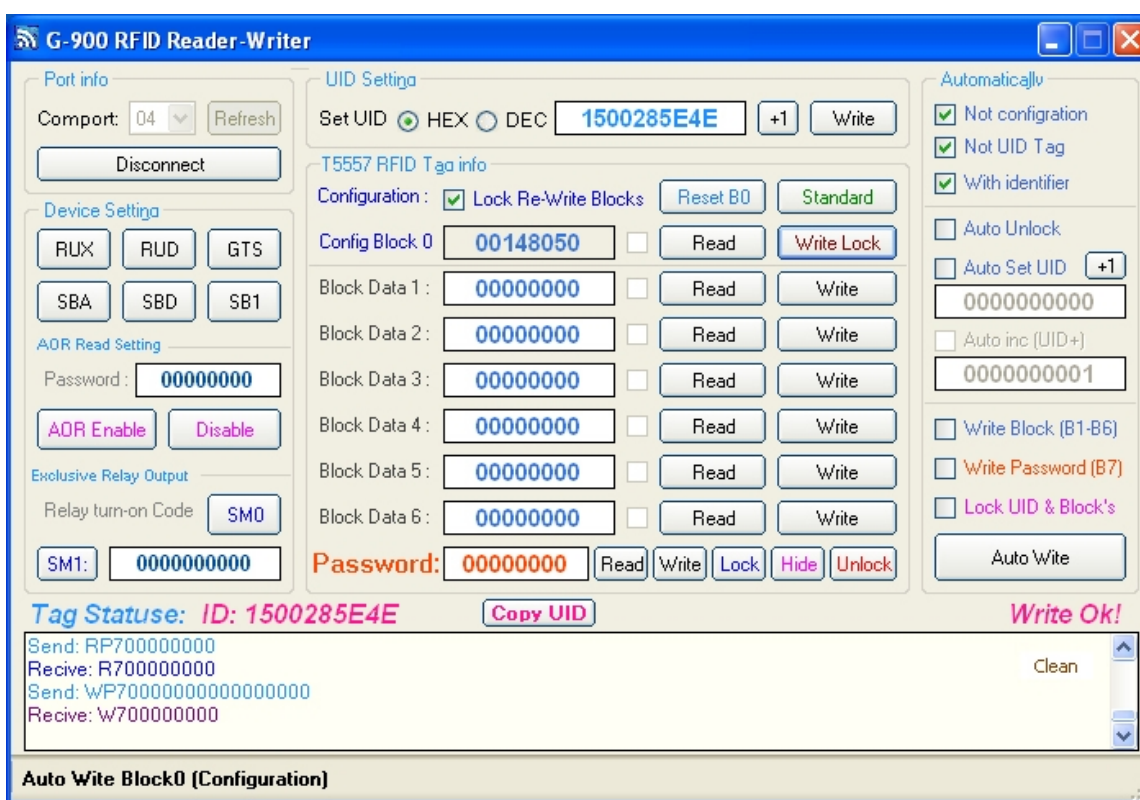 G-900 RFID Reader-Writer
Port info
Comport: 04 Refresh
Disconnect
Device Setting
RUX RUD GTS
SBA SBD SB1
AOR Read Setting
Password : 00000000
AOR Enable Disable
Exclusive Relay Output
Relay turn-on Code SM0
SM1: 0000000000
UID Setting
Set UID HEX DEC 1500285E4E +1 Write
T5557 RFID Tag info
Configuration : Lock Re-Write Blocks Reset B0 Standard
Config Block 0 00148050 Read Write Lock
Block Data 1 : 00000000 Read Write
Block Data 2 : 00000000 Read Write
Block Data 3 : 00000000 Read Write
Block Data 4 : 00000000 Read Write
Block Data 5 : 00000000 Read Write
Block Data 6 : 00000000 Read Write
Password: 00000000 Read Write Lock Hide Unlock
Automatically
Not configration
Not UID Tag
With identifier
Auto Unlock
Auto Set UID +1
0000000000
Auto inc (UID+)
0000000001
Write Block (B1-B6)
Write Password (B7)
Lock UID & Block's
Auto Wite
Tag Statuse: ID: 1500285E4E Copy UID Write Ok!
Send: RP700000000
Recive: R700000000
Send: WP70000000000000000
Recive: W700000000
Clean
Auto Wite Block0 (Configuration)